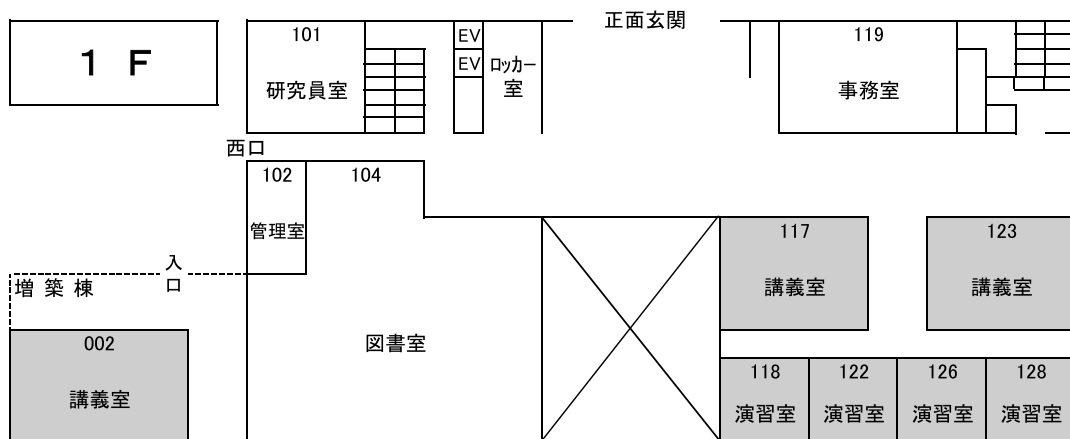 正面玄関
1 F
101
研究員室
EV
EV
ロッカー
室
119
事務室
西口
102
管理室
104
図書室
入
口
増築棟
002
講義室
117
講義室
123
講義室
118
演習室
122
演習室
126
演習室
128
演習室